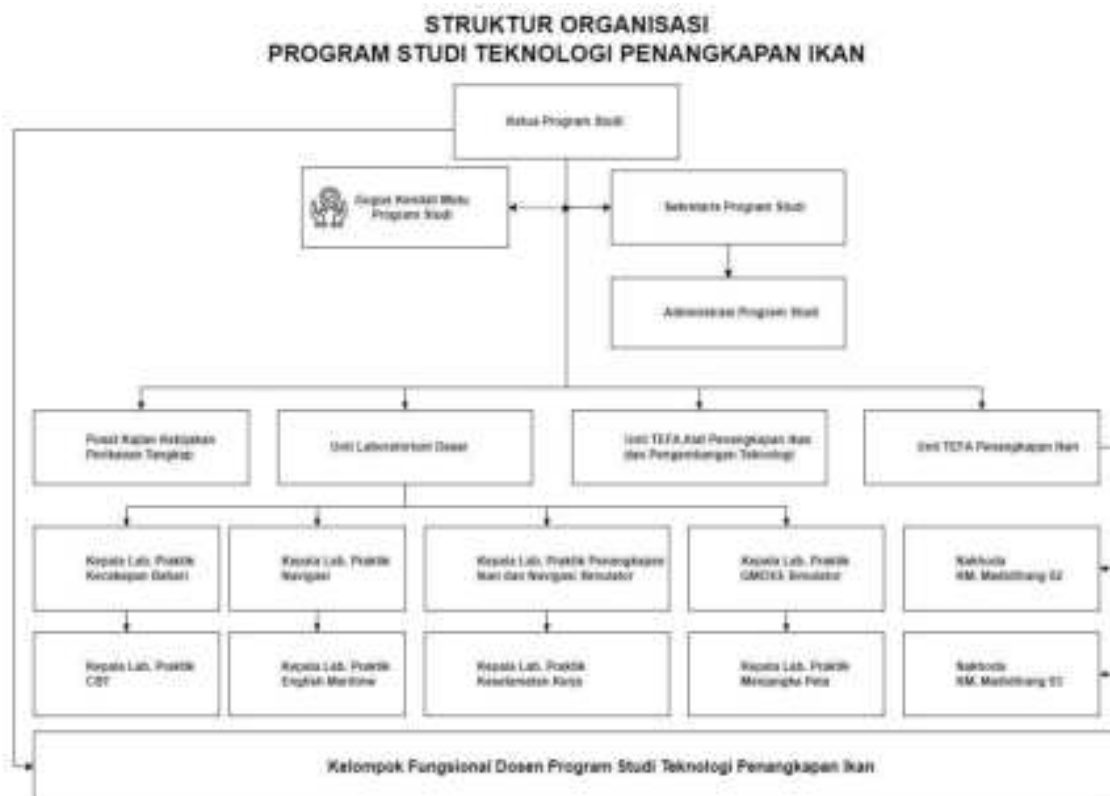 STRUKTUR ORGANISASI
PROGRAM STUDI TEKNOLOGI PENANGKAPAN IKAN
Ketua Program Studi
Gugus Kendali Mutu
Program Studi
Sekretaris Program Studi
Administrasi Program Studi
Pusat Kajian Kebijakan
Perikanan Tangkap
Unit Laboratorium Dasar
Unit TEFA Alat Penangkapan Ikan
dan Pengembangan Teknologi
Unit TEFA Penangkapan Ikan
Kepala Lab. Praktik
Kecakapan Bahari
Kepala Lab. Praktik
Navigasi
Kepala Lab. Praktik Penangkapan
Ikan dan Navigasi Simulator
Kepala Lab. Praktik
GMDSS Simulator
Nakhoda
KM. Madidihang 02
Kepala Lab. Praktik
CBT
Kepala Lab. Praktik
English Maritime
Kepala Lab. Praktik
Keselamatan Kerja
Kepala Lab. Praktik
Menjangka Peta
Nakhoda
KM. Madidihang 03
Kelompok Fungsional Dosen Program Studi Teknologi Penangkapan Ikan